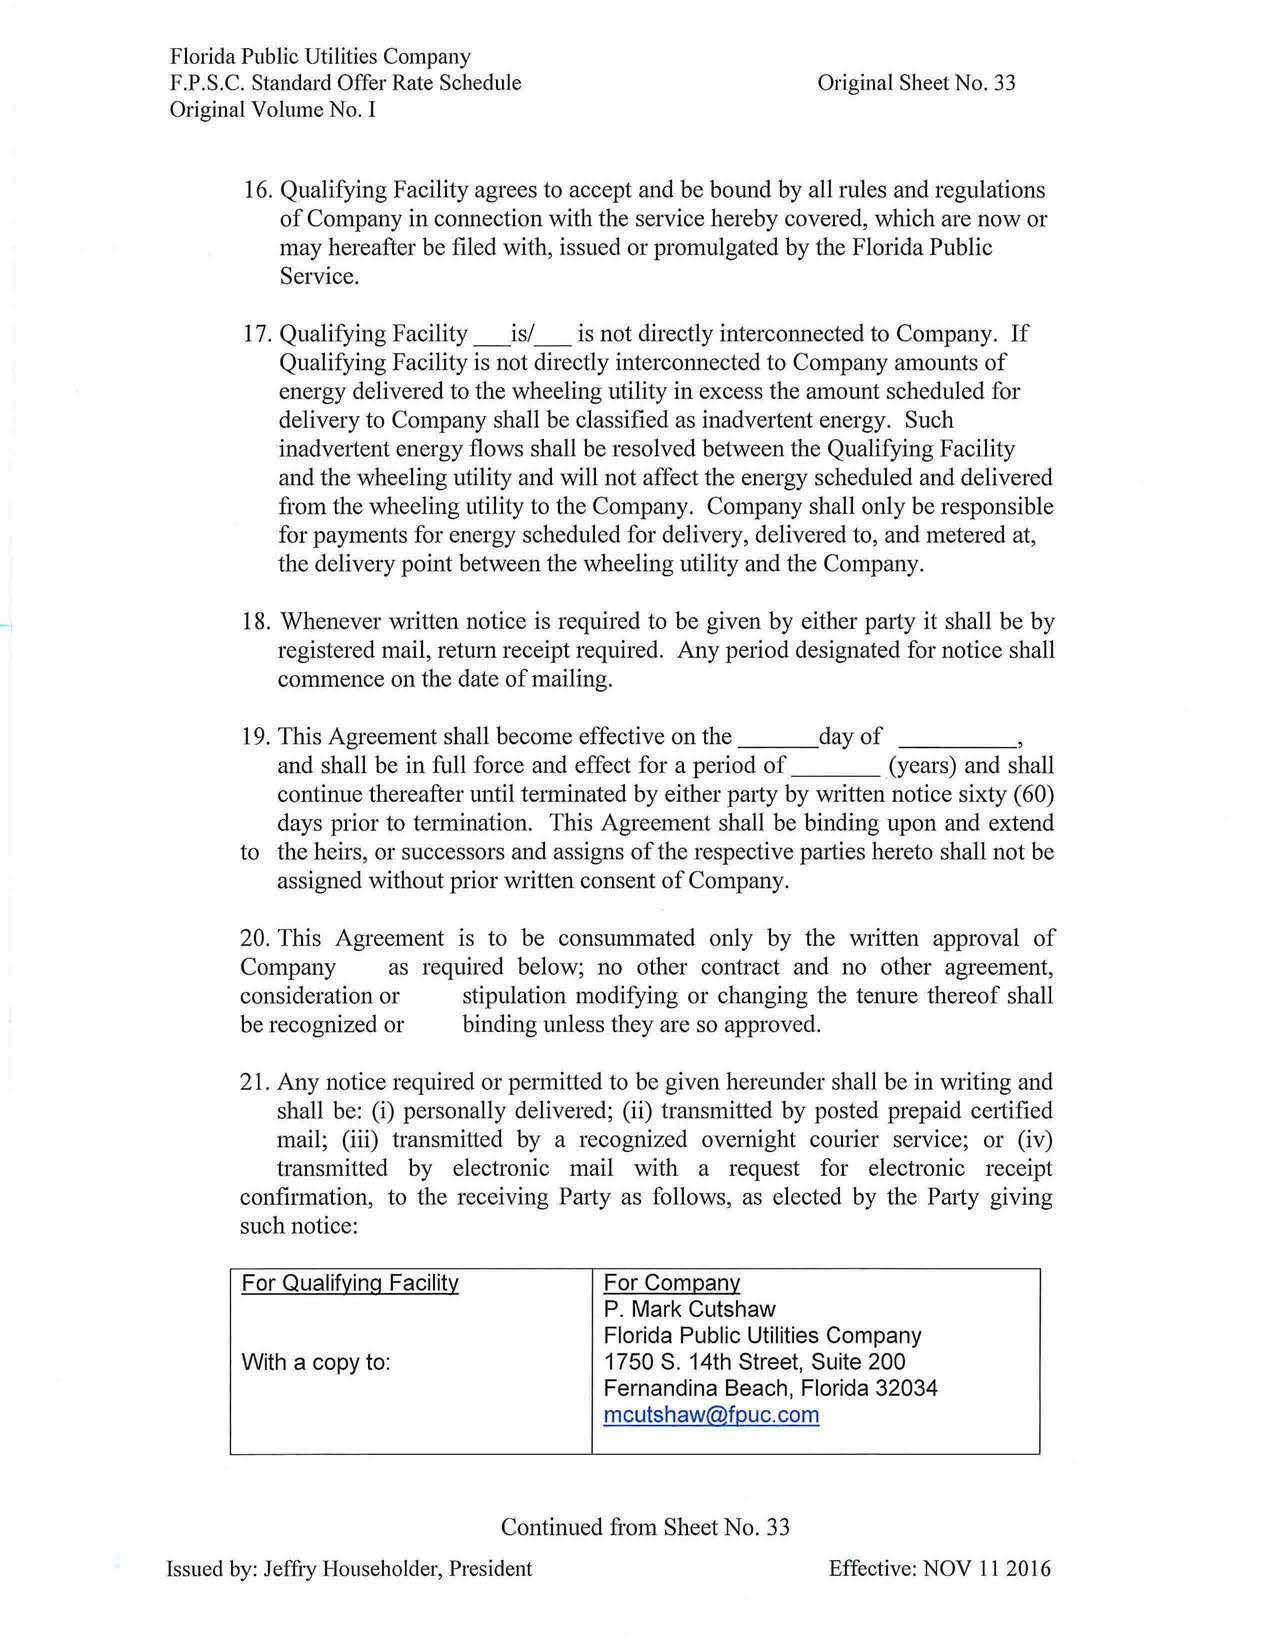 Florida Public Utilities Company
F.P.S.C. Standard Offer Rate Schedule Original Sheet No. 33
Original Volume No. I
16. Qualifying Facility agrees to accept and be bound by all rules and regulations
of Company in connection with the service hereby covered, which are now or
may hereafter be filed with, issued or promulgated by the Florida Public
Service.
17. Qualifying Facility ___is/___ is not directly interconnected to Company. If
Qualifying Facility is not directly interconnected to Company amounts of
energy delivered to the wheeling utility in excess the amount scheduled for
delivery to Company shall be classified as inadvertent energy. Such
inadvertent energy flows shall be resolved between the Qualifying Facility
and the wheeling utility and will not affect the energy scheduled and delivered
from the wheeling utility to the Company. Company shall only be responsible
for payments for energy scheduled for delivery, delivered to, and metered at,
the delivery point between the wheeling utility and the Company.
18. Whenever written notice is required to be given by either party it shall be by
registered mail, return receipt required. Any period designated for notice shall
commence on the date of mailing.
19. This Agreement shall become effective on the _______day of __________,
and shall be in full force and effect for a period of ________ (years) and shall
continue thereafter until terminated by either party by written notice sixty (60)
days prior to termination. This Agreement shall be binding upon and extend
to the heirs, or successors and assigns of the respective parties hereto shall not be
assigned without prior written consent of Company.
20. This Agreement is to be consummated only by the written approval of
Company as required below; no other contract and no other agreement,
consideration or stipulation modifying or changing the tenure thereof shall
be recognized or binding unless they are so approved.
21. Any notice required or permitted to be given hereunder shall be in writing and
shall be: (i) personally delivered; (ii) transmitted by posted prepaid certified
mail; (iii) transmitted by a recognized overnight courier service; or (iv)
transmitted by electronic mail with a request for electronic receipt
confirmation, to the receiving Party as follows, as elected by the Party giving
such notice:
For Qualifying Facility
With a copy to:
For Company
P. Mark Cutshaw
Florida Public Utilities Company
1750 S. 14th Street, Suite 200
Fernandina Beach, Florida 32034
mcutshaw@fpuc.com
Continued from Sheet No. 33
Issued by: Jeffry Householder, President Effective: NOV 11 2016